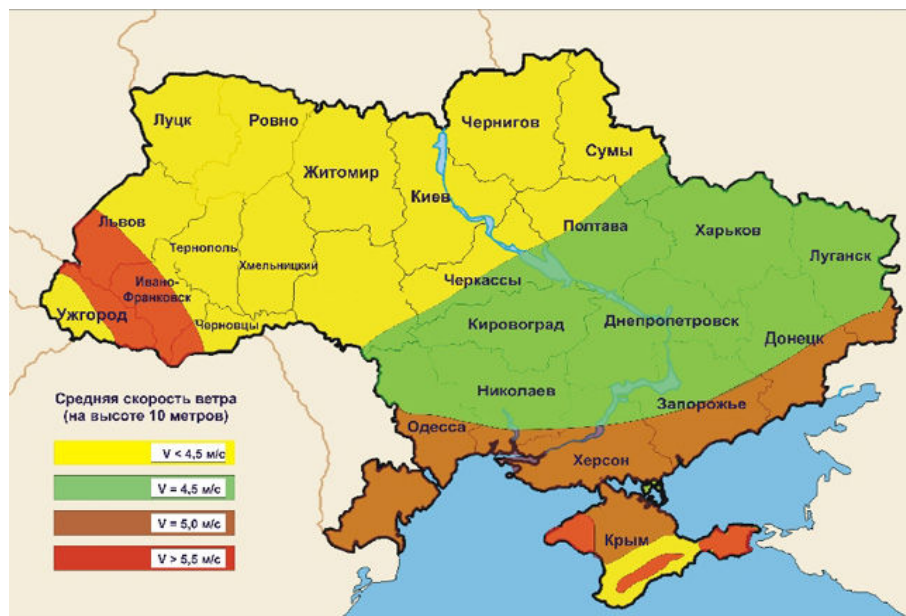 Луцк
Ровно
Чернигов
Сумы
Житомир
Киев
Львов
Полтава
Харьков
Тернополь
Хмельницкий
Луганск
Черкассы
Ивано-
Франковск
Ужгород
Черновцы
Кировоград
Днепропетровск
Донецк
Николаев
Запорожье
Одесса
Херсон
Крым
Средняя скорость ветра
(на высоте 10 метров)
V < 4,5 м/с
V = 4,5 м/с
V = 5,0 м/с
V > 5,5 м/с